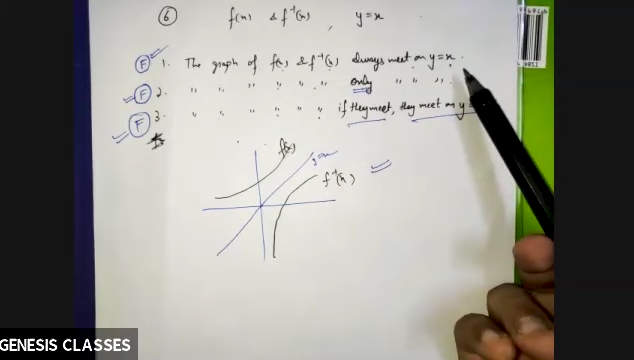 6 f(x) & f⁻¹(x), y=x
F 1. The graph of f(x) & f⁻¹(x) always meet on y=x.
F 2. " " " " " " only " " " "
F 3. " " " " " " if they meet, they meet on y=
f(x)
y=x
f⁻¹(x)
GENESIS CLASSES